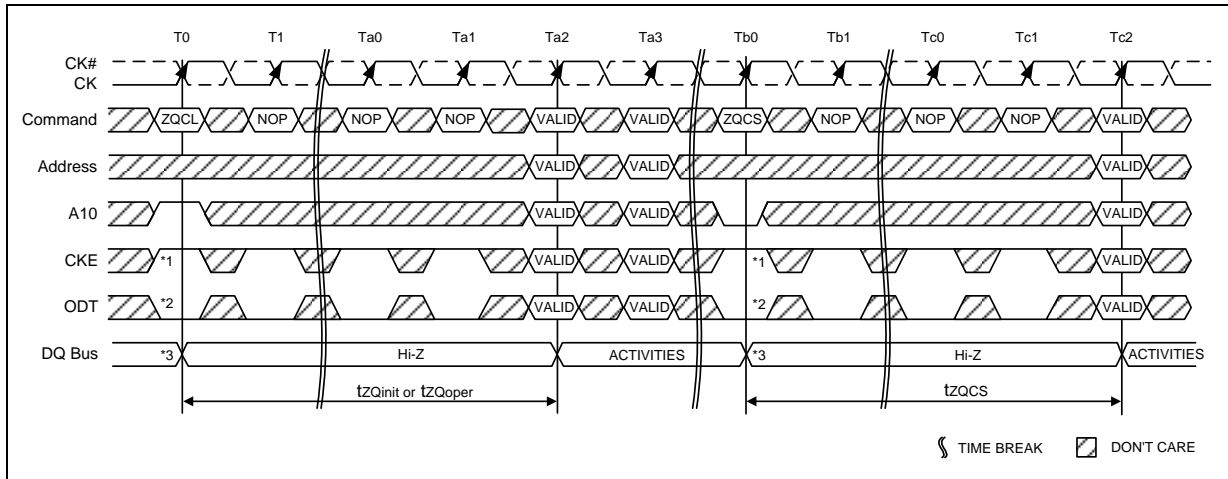 T0 T1 Ta0 Ta1 Ta2 Ta3 Tb0 Tb1 Tc0 Tc1 Tc2
CK#
CK
Command ZQCL NOP NOP NOP VALID VALID ZQCS NOP NOP NOP VALID
Address VALID VALID VALID
A10 VALID VALID VALID
CKE *1 VALID VALID *1 VALID
ODT *2 VALID VALID *2 VALID
DQ Bus *3 Hi-Z ACTIVITIES *3 Hi-Z ACTIVITIES
tZQinit or tZQoper tZQCS
TIME BREAK DON'T CARE